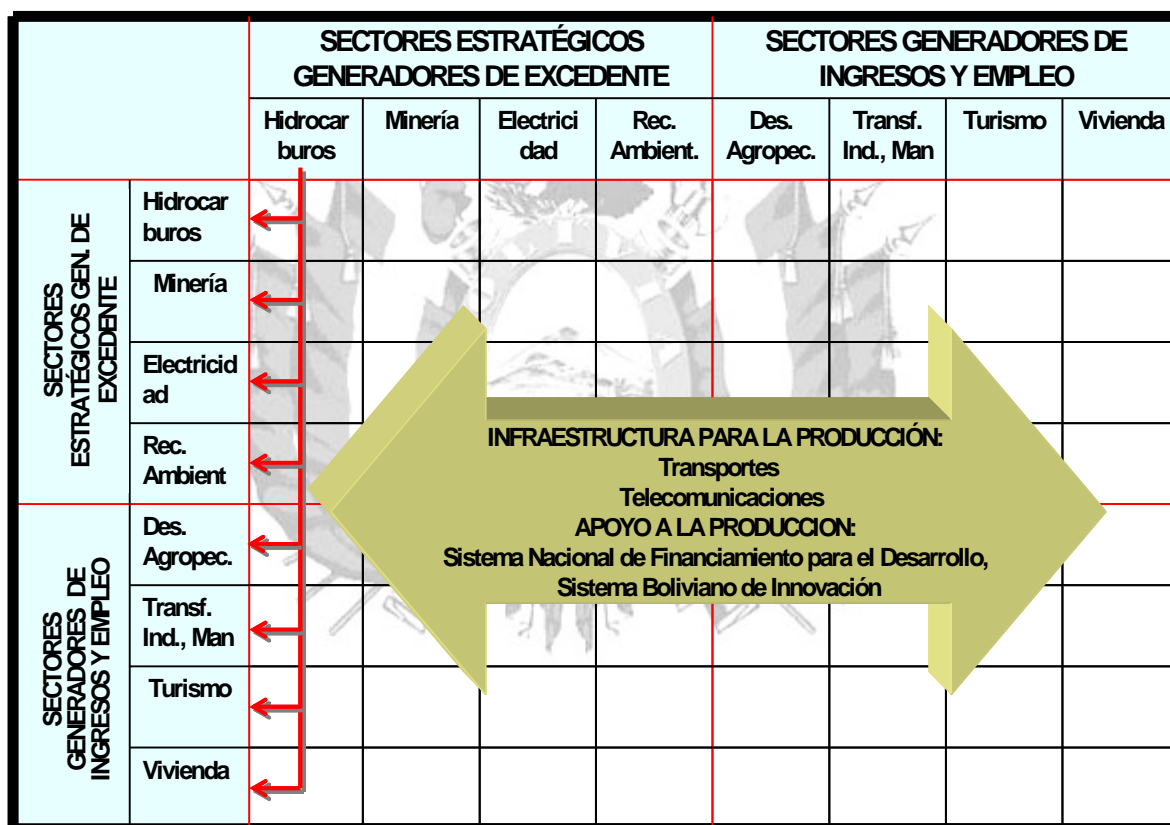 SECTORES ESTRATÉGICOS
GENERADORES DE EXCEDENTE
SECTORES GENERADORES DE
INGRESOS Y EMPLEO
Hidrocar
buros
Minería
Electrici
dad
Rec.
Ambient.
Des.
Agropec.
Transf.
Ind., Man
Turismo
Vivienda
SECTORES
ESTRATÉGICOS GEN. DE
EXCEDENTE
Hidrocar
buros
Minería
Electricid
ad
Rec.
Ambient
SECTORES
GENERADORES DE
INGRESOS Y EMPLEO
Des.
Agropec.
Transf.
Ind., Man
Turismo
Vivienda
INFRAESTRUCTURA PARA LA PRODUCCIÓN:
Transportes
Telecomunicaciones
APOYO A LA PRODUCCION:
Sistema Nacional de Financiamiento para el Desarrollo,
Sistema Boliviano de Innovación